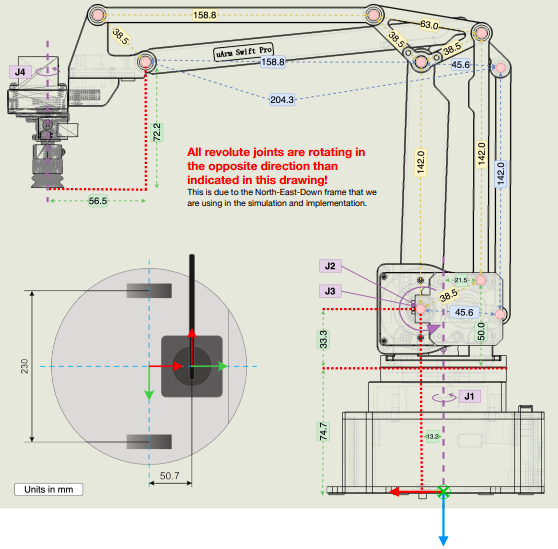 158.8
63.0
38.5
38.5
38.5
J4
uArm Swift Pro
158.8
45.6
204.3
72.2
142.0
142.0
142.0
All revolute joints are rotating in
the opposite direction than
indicated in this drawing!
This is due to the North-East-Down frame that we
are using in the simulation and implementation.
56.5
J2
J3
21.5
38.5
45.6
50.0
33.3
230
J1
74.7
13.2
50.7
Units in mm